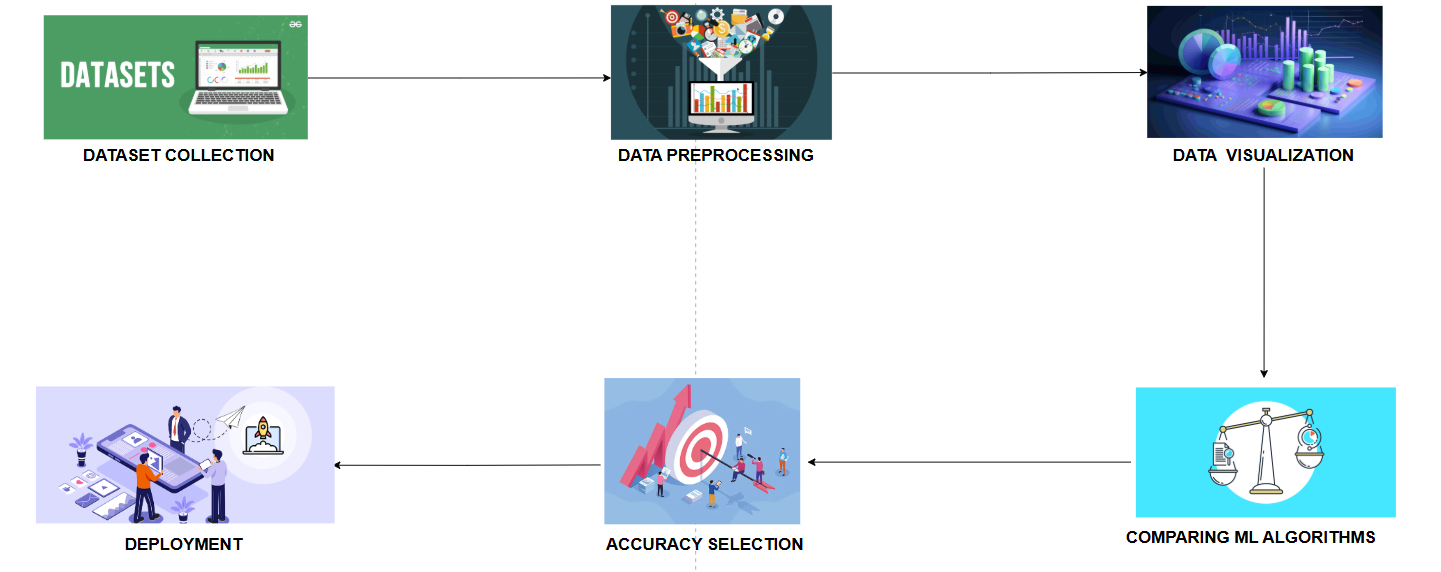 DATASETS
DATASET COLLECTION
DATA PREPROCESSING
DATA  VISUALIZATION
DEPLOYMENT
ACCURACY SELECTION
COMPARING ML ALGORITHMS